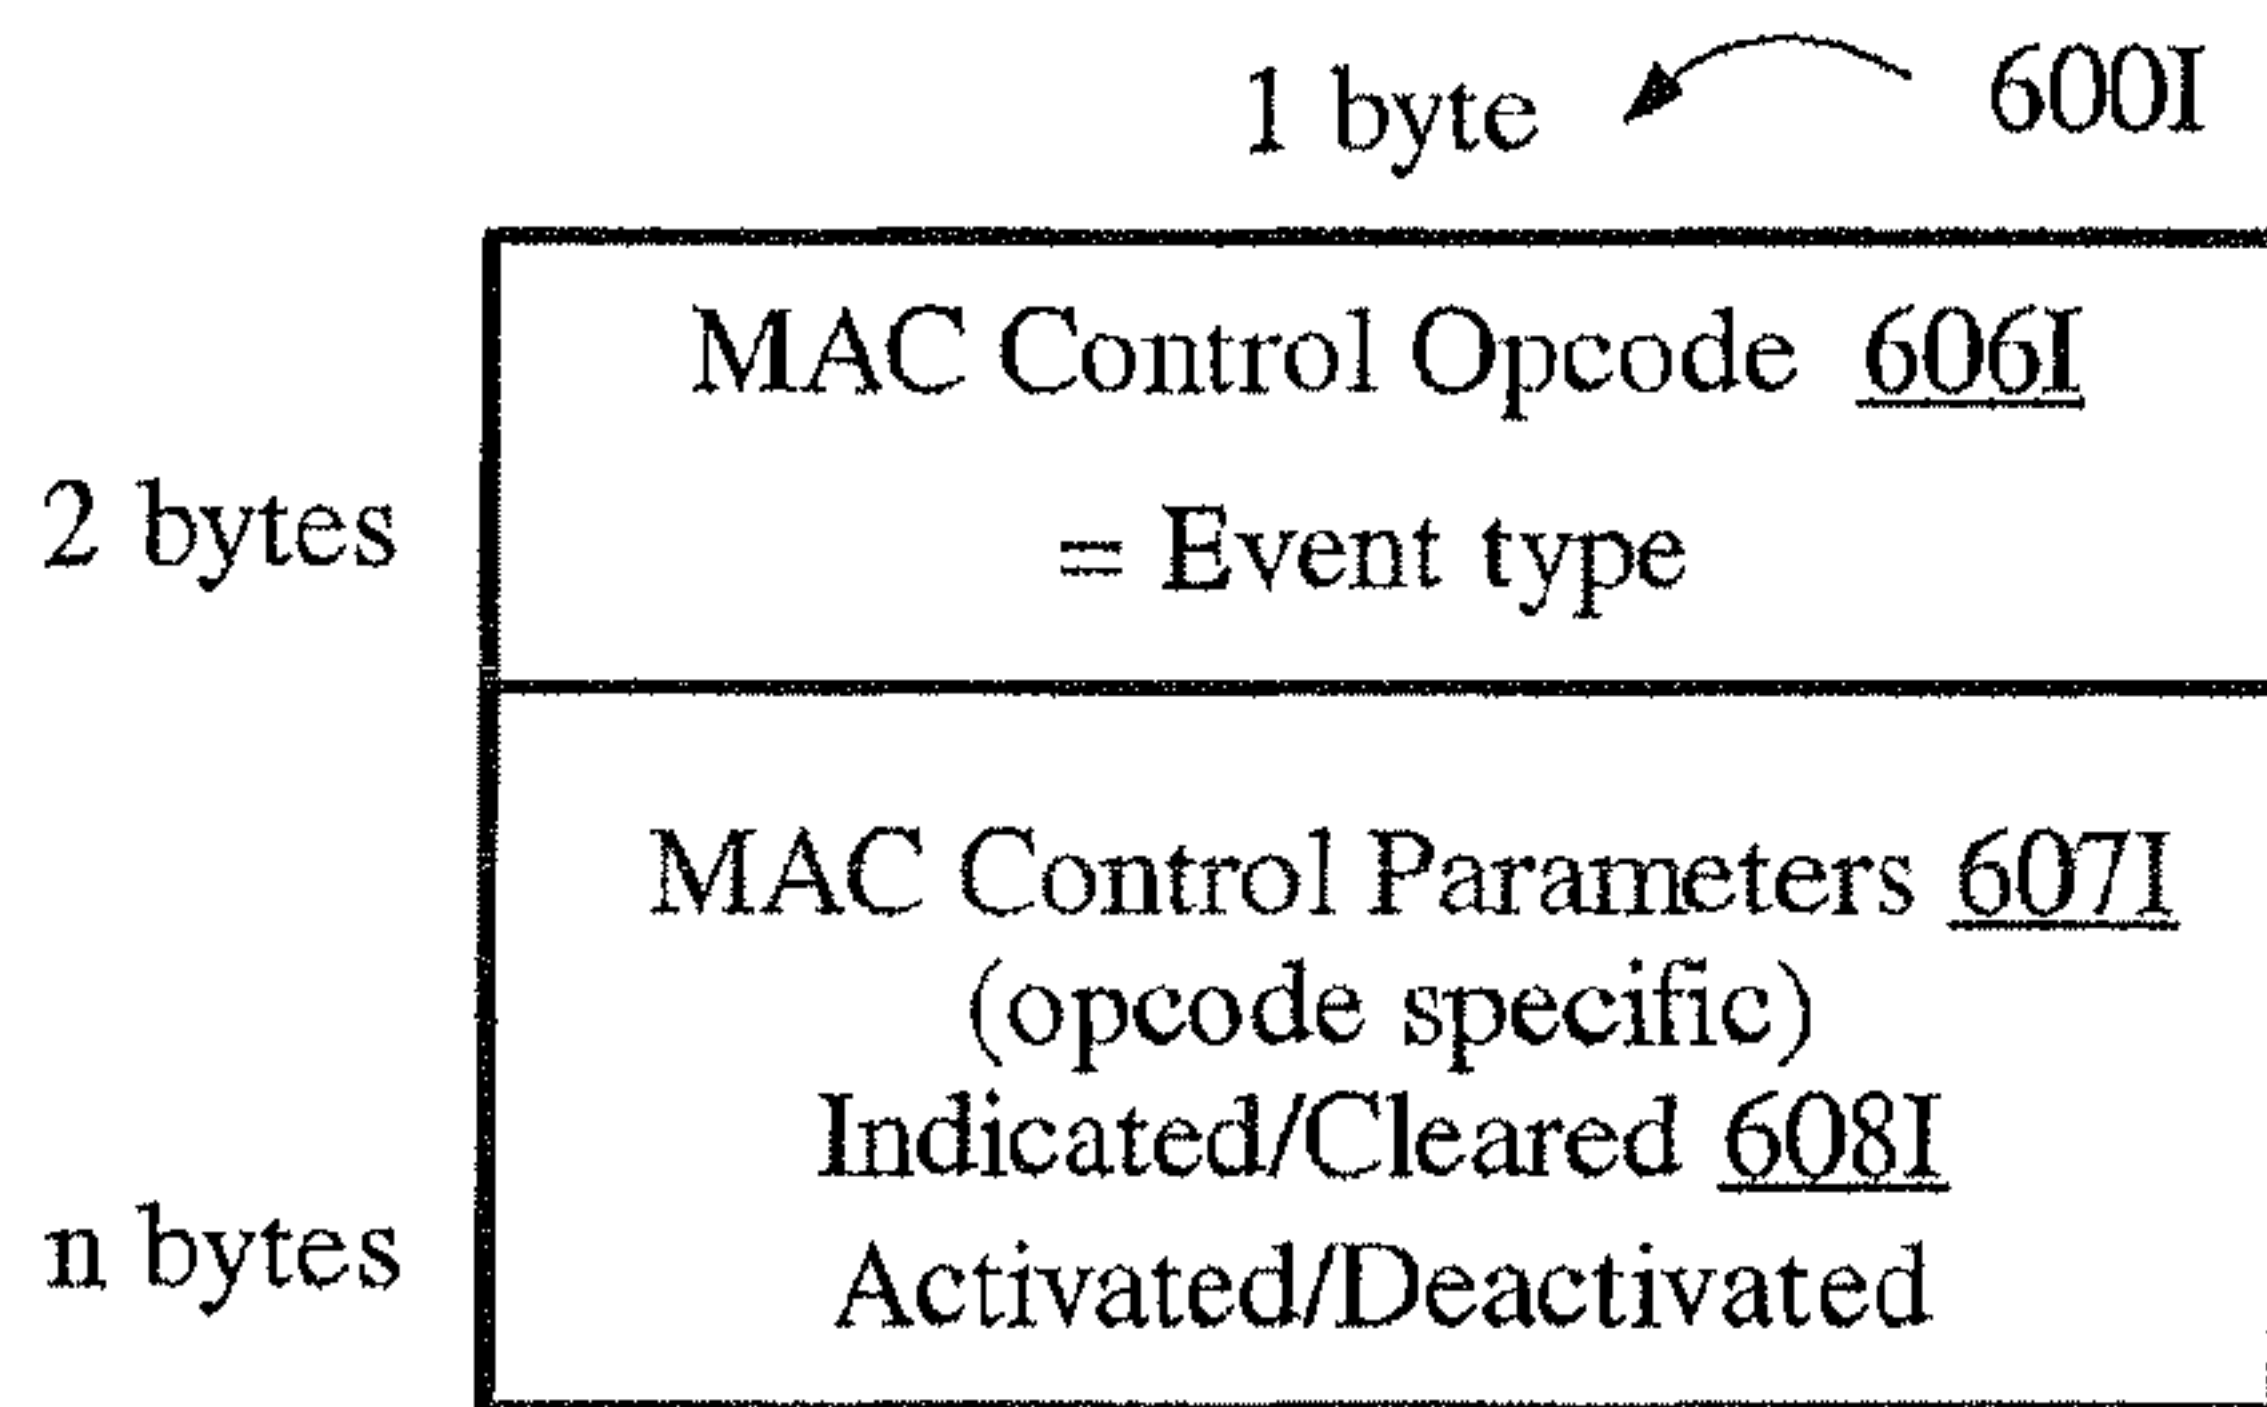 1 byte 600I
MAC Control Opcode 606I
= Event type
2 bytes
MAC Control Parameters 607I
(opcode specific)
Indicated/Cleared 608I
Activated/Deactivated
n bytes